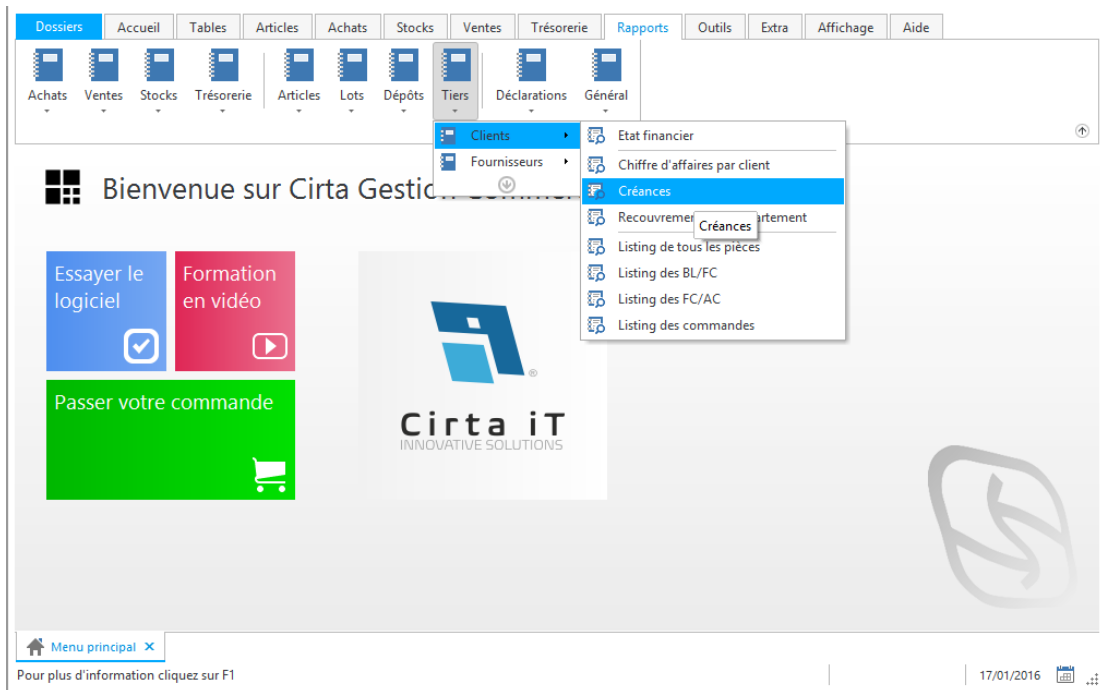 Dossiers Accueil Tables Articles Achats Stocks Ventes Trésorerie Rapports Outils Extra Affichage Aide
Achats Ventes Stocks Trésorerie Articles Lots Dépôts Tiers Déclarations Général
Clients
Fournisseurs
Etat financier
Chiffre d'affaires par client
Créances
Créances
Listing de tous les pièces
Listing des BL/FC
Listing des FC/AC
Listing des commandes
Bienvenue sur Cirta
Essayer le
logiciel
Formation
en vidéo
Passer votre commande
®
Cirta iT
INNOVATIVE SOLUTIONS
Menu principal X
Pour plus d'information cliquez sur F1
17/01/2016